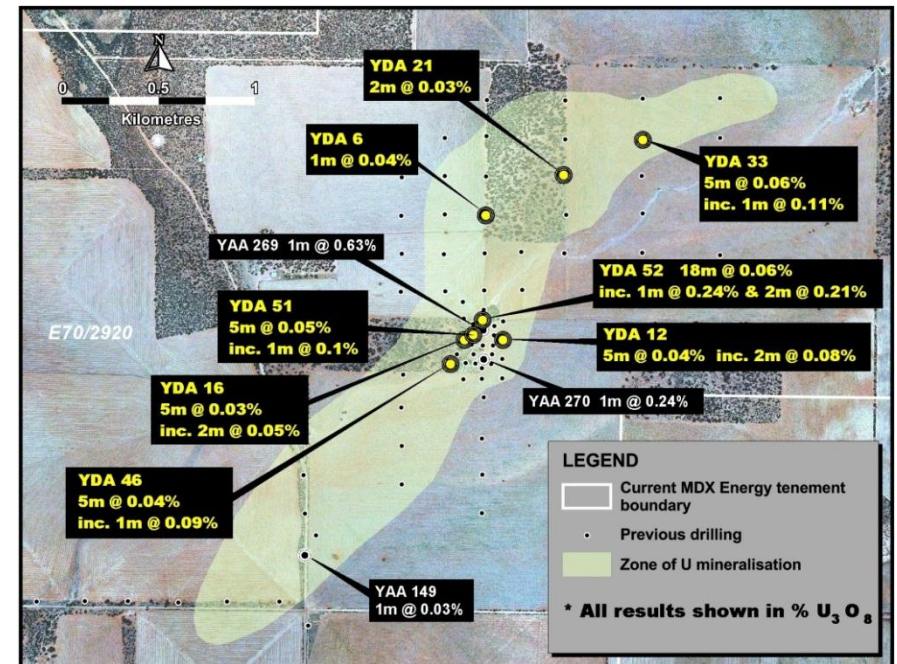 N
0 0.5 1
Kilometres
YDA 21
2m @ 0.03%
YDA 6
1m @ 0.04%
YDA 33
5m @ 0.06%
inc. 1m @ 0.11%
YAA 269 1m @ 0.63%
YDA 52 18m @ 0.06%
inc. 1m @ 0.24% & 2m @ 0.21%
YDA 51
5m @ 0.05%
inc. 1m @ 0.1%
E70/2920
YDA 12
5m @ 0.04% inc. 2m @ 0.08%
YDA 16
5m @ 0.03%
inc. 2m @ 0.05%
YAA 270 1m @ 0.24%
YDA 46
5m @ 0.04%
inc. 1m @ 0.09%
YAA 149
1m @ 0.03%
LEGEND
Current MDX Energy tenement
boundary
Previous drilling
Zone of U mineralisation
* All results shown in % U3O8